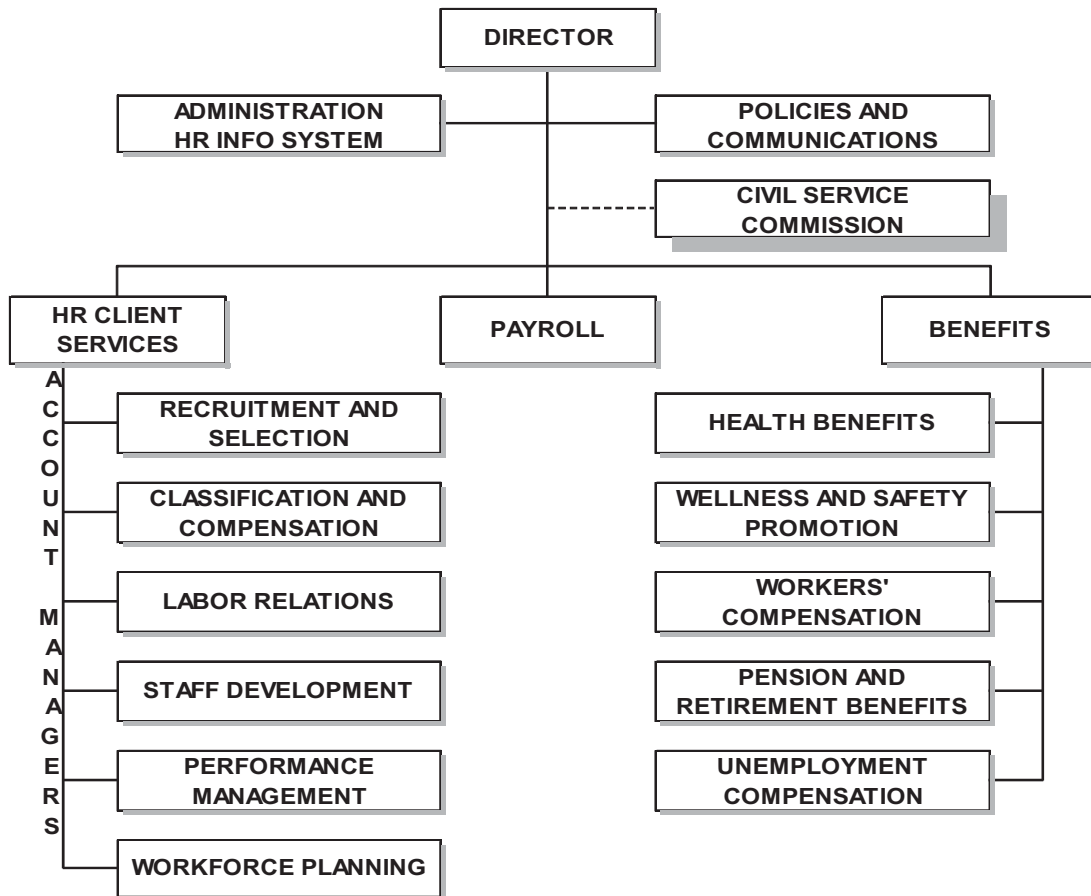 DIRECTOR
ADMINISTRATION
HR INFO SYSTEM
POLICIES AND
COMMUNICATIONS
CIVIL SERVICE
COMMISSION
HR CLIENT
SERVICES
PAYROLL
BENEFITS
ACCOUNT MANAGERS
RECRUITMENT AND
SELECTION
CLASSIFICATION AND
COMPENSATION
LABOR RELATIONS
STAFF DEVELOPMENT
PERFORMANCE
MANAGEMENT
WORKFORCE PLANNING
HEALTH BENEFITS
WELLNESS AND SAFETY
PROMOTION
WORKERS'
COMPENSATION
PENSION AND
RETIREMENT BENEFITS
UNEMPLOYMENT
COMPENSATION